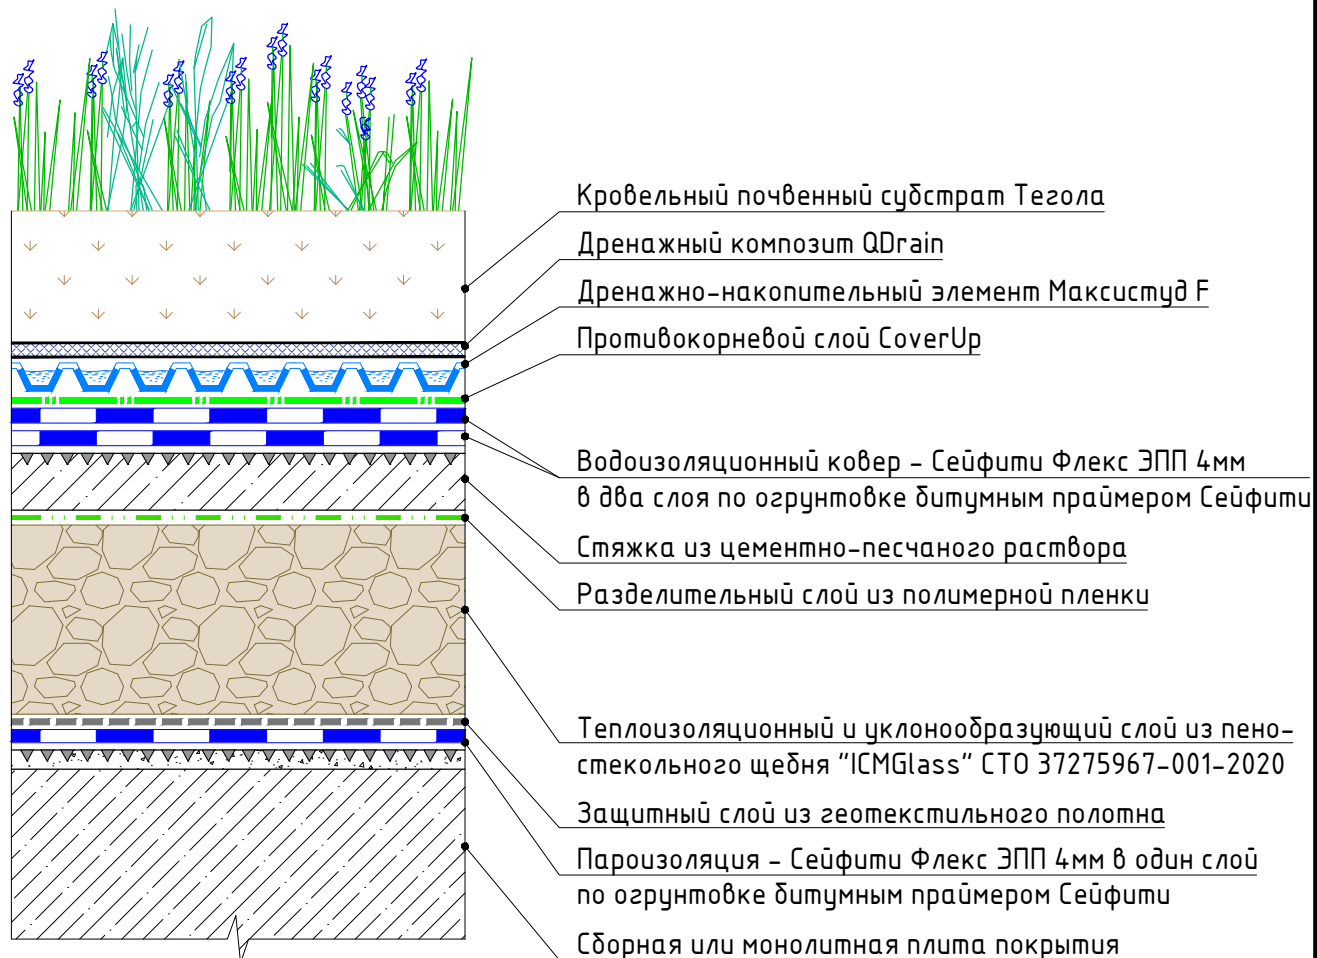 Кровельный почвенный субстрат Тегола
Дренажный композит QDrain
Дренажно-накопительный элемент Максистуд F
Противокорневой слой CoverUp
Водоизоляционный ковер - Сейфити Флекс ЭПП 4мм
в два слоя по огрунтовке битумным праймером Сейфити
Стяжка из цементно-песчаного раствора
Разделительный слой из полимерной пленки
Теплоизоляционный и уклонообразующий слой из пено-
стекольного щебня "ICMGlass" СТО 37275967-001-2020
Защитный слой из геотекстильного полотна
Пароизоляция - Сейфити Флекс ЭПП 4мм в один слой
по огрунтовке битумным праймером Сейфити
Сборная или монолитная плита покрытия